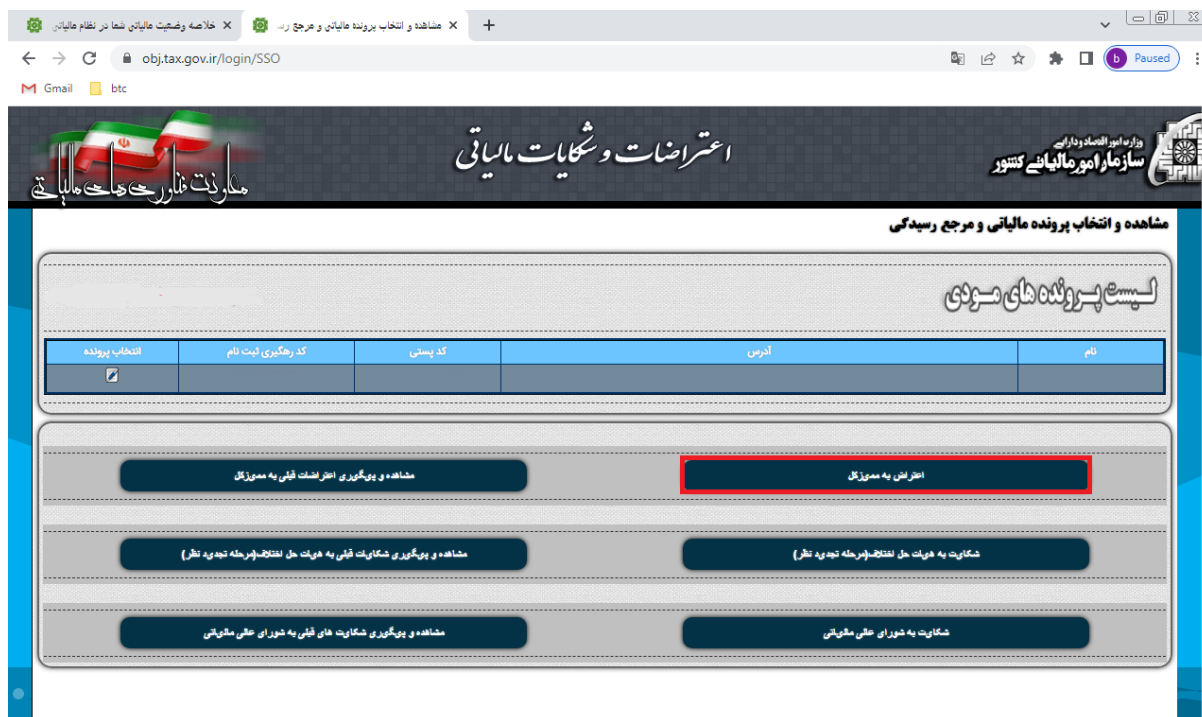 خلاصه وضعیت مالیاتی شما در نظام مالیاتی
مشاهده و انتخاب پرونده مالیاتی و مرجع رس
obj.tax.gov.ir/login/SSO
b Paused
Gmail
btc
وزارت امور اقتصاد و دارایی
سازمان امور مالیاتی کشور
اعتراضات و شکایات مالیاتی
معاونت فناوری های مالیاتی
مشاهده و انتخاب پرونده مالیاتی و مرجع رسیدگی
لیست پرونده های مودی
نام
آدرس
کد پستی
کد رهگیری ثبت نام
انتخاب پرونده
اعتراض به ممیزکل
مشاهده و پیگیری اعتراضات قبلی به ممیزکل
شکایت به هیات حل اختلاف(مرحله تجدید نظر)
مشاهده و پیگیری شکایات قبلی به هیات حل اختلاف(مرحله تجدید نظر)
شکایت به شورای عالی مالیاتی
مشاهده و پیگیری شکایت های قبلی به شورای عالی مالیاتی